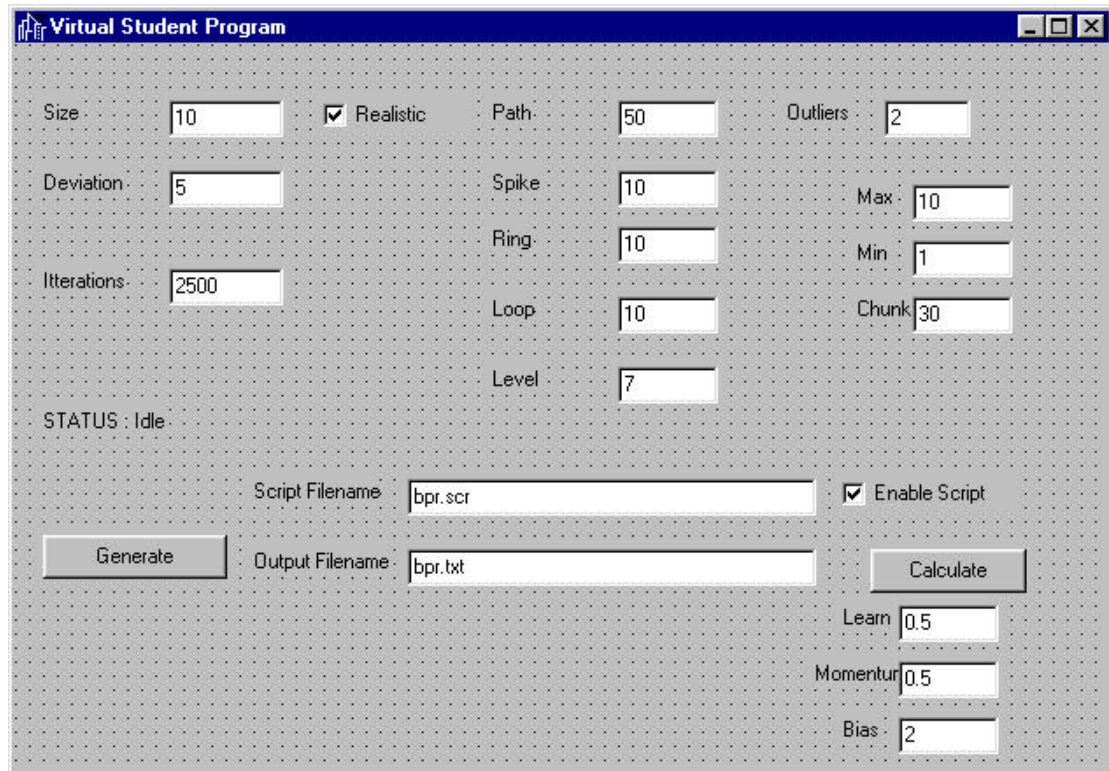 Virtual Student Program
Size 10 Realistic Path 50 Outliers 2
Deviation 5 Spike 10 Max 10
Ring 10 Min 1
Itterations 2500
Loop 10 Chunk 30
Level 7
STATUS : Idle
Script Filename bpr.scr Enable Script
Generate Output Filename bpr.txt Calculate
Learn 0.5
Momentur 0.5
Bias 2